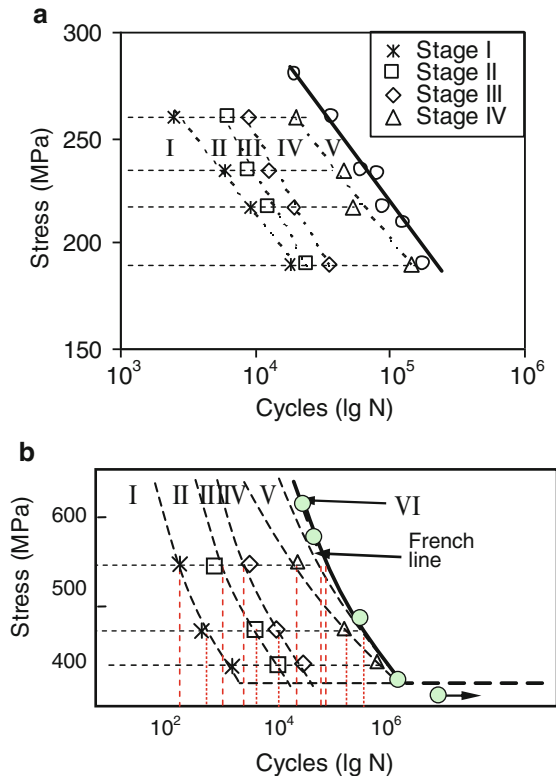 a
300
250
200
150
Stress (MPa)
Stage I
Stage II
Stage III
Stage IV
I II III IV V
10³ 10⁴ 10⁵ 10⁶
Cycles (lg N)
b
600
500
400
Stress (MPa)
I II III IV V VI
French
line
10² 10⁴ 10⁶
Cycles (lg N)